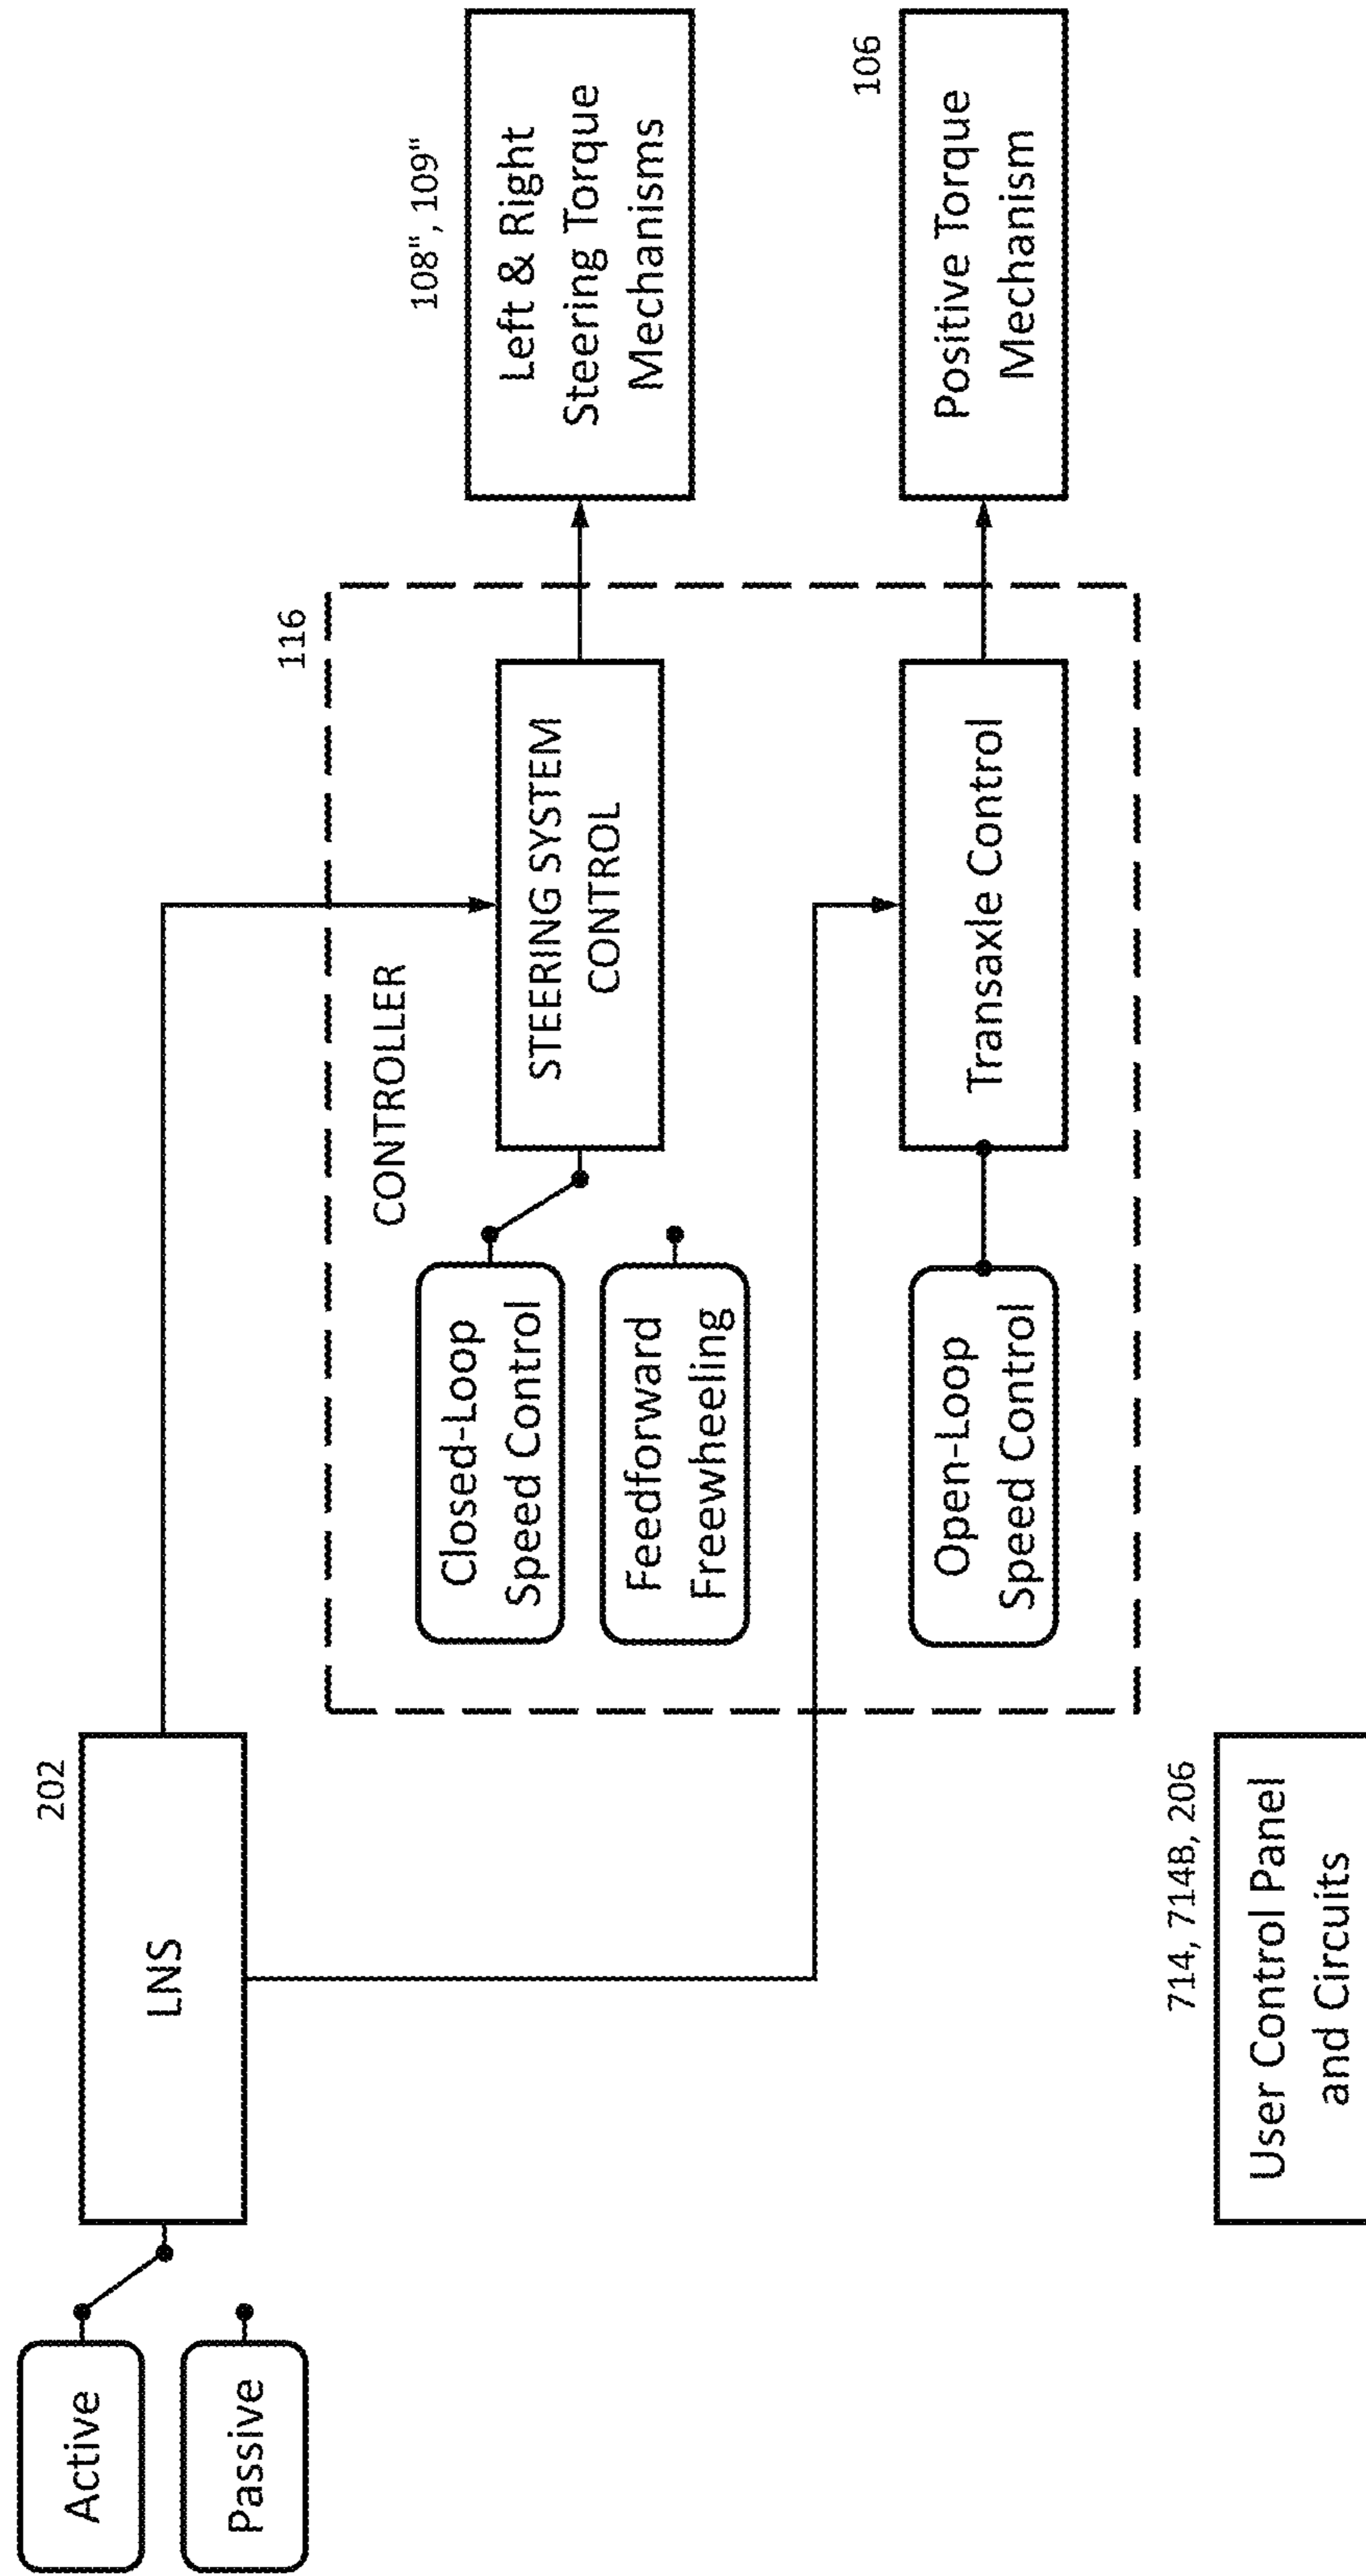 Active
Passive
202
LNS
714, 714B, 206
User Control Panel
and Circuits
116
CONTROLLER
Closed-Loop
Speed Control
Feedforward
Freewheeling
STEERING SYSTEM
CONTROL
Open-Loop
Speed Control
Transaxle Control
108", 109"
Left & Right
Steering Torque
Mechanisms
106
Positive Torque
Mechanism